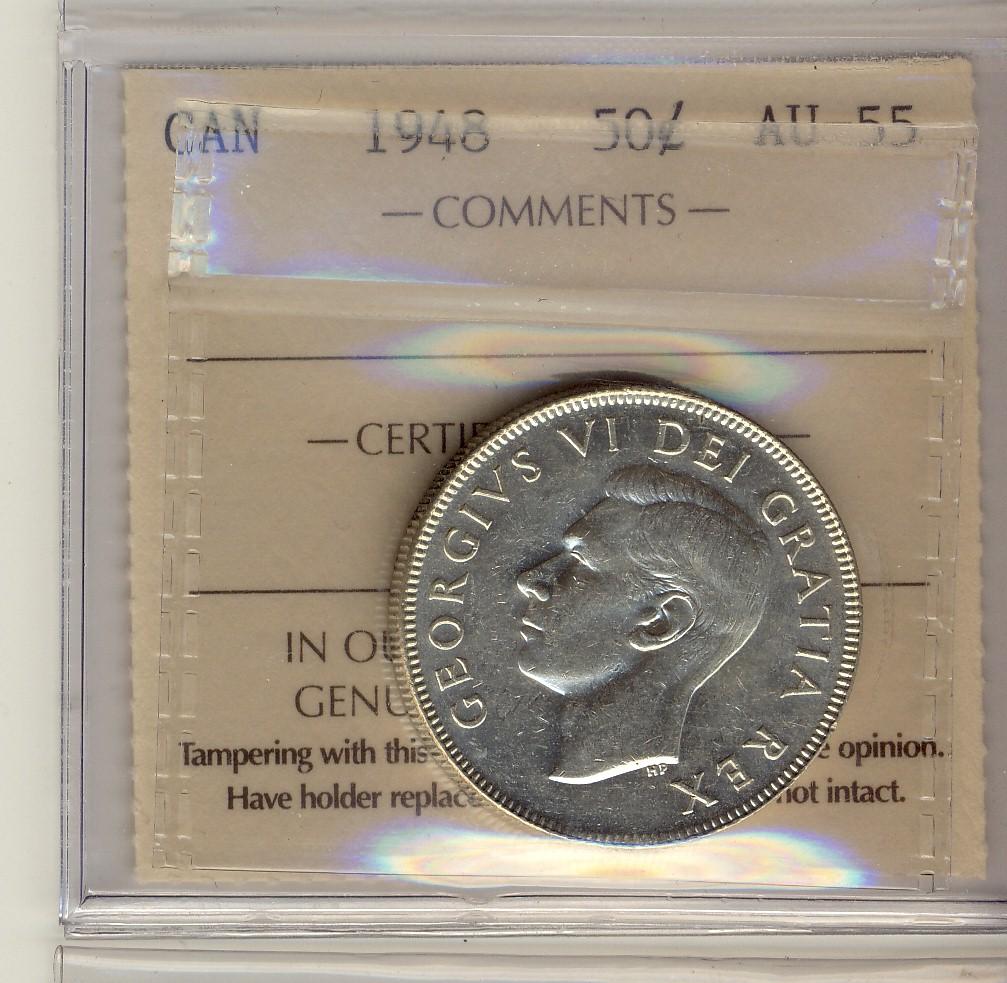 CAN 1948 50¢ AU-55
— COMMENTS —
— CERTIF
GEORGIVS VI DEI GRATIA REX
HP
IN OU
GENU
Tampering with this opinion.
Have holder replace not intact.